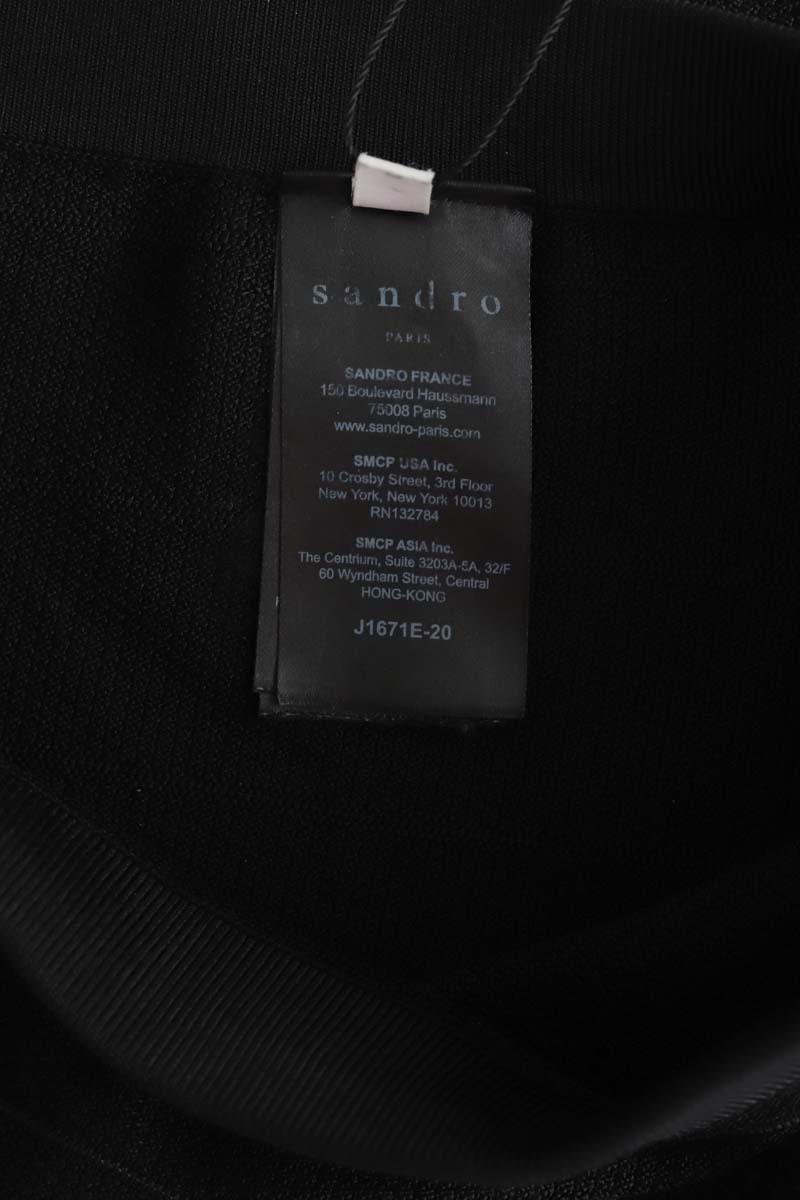 sandro
PARIS
SANDRO FRANCE
150 Boulevard Haussmann
75008 Paris
www.sandro-paris.com
SMCP USA Inc.
10 Crosby Street, 3rd Floor
New York, New York 10013
RN132784
SMCP ASIA Inc.
The Centrium, Suite 3203A-5A, 32/F
60 Wyndham Street, Central
HONG-KONG
J1671E-20